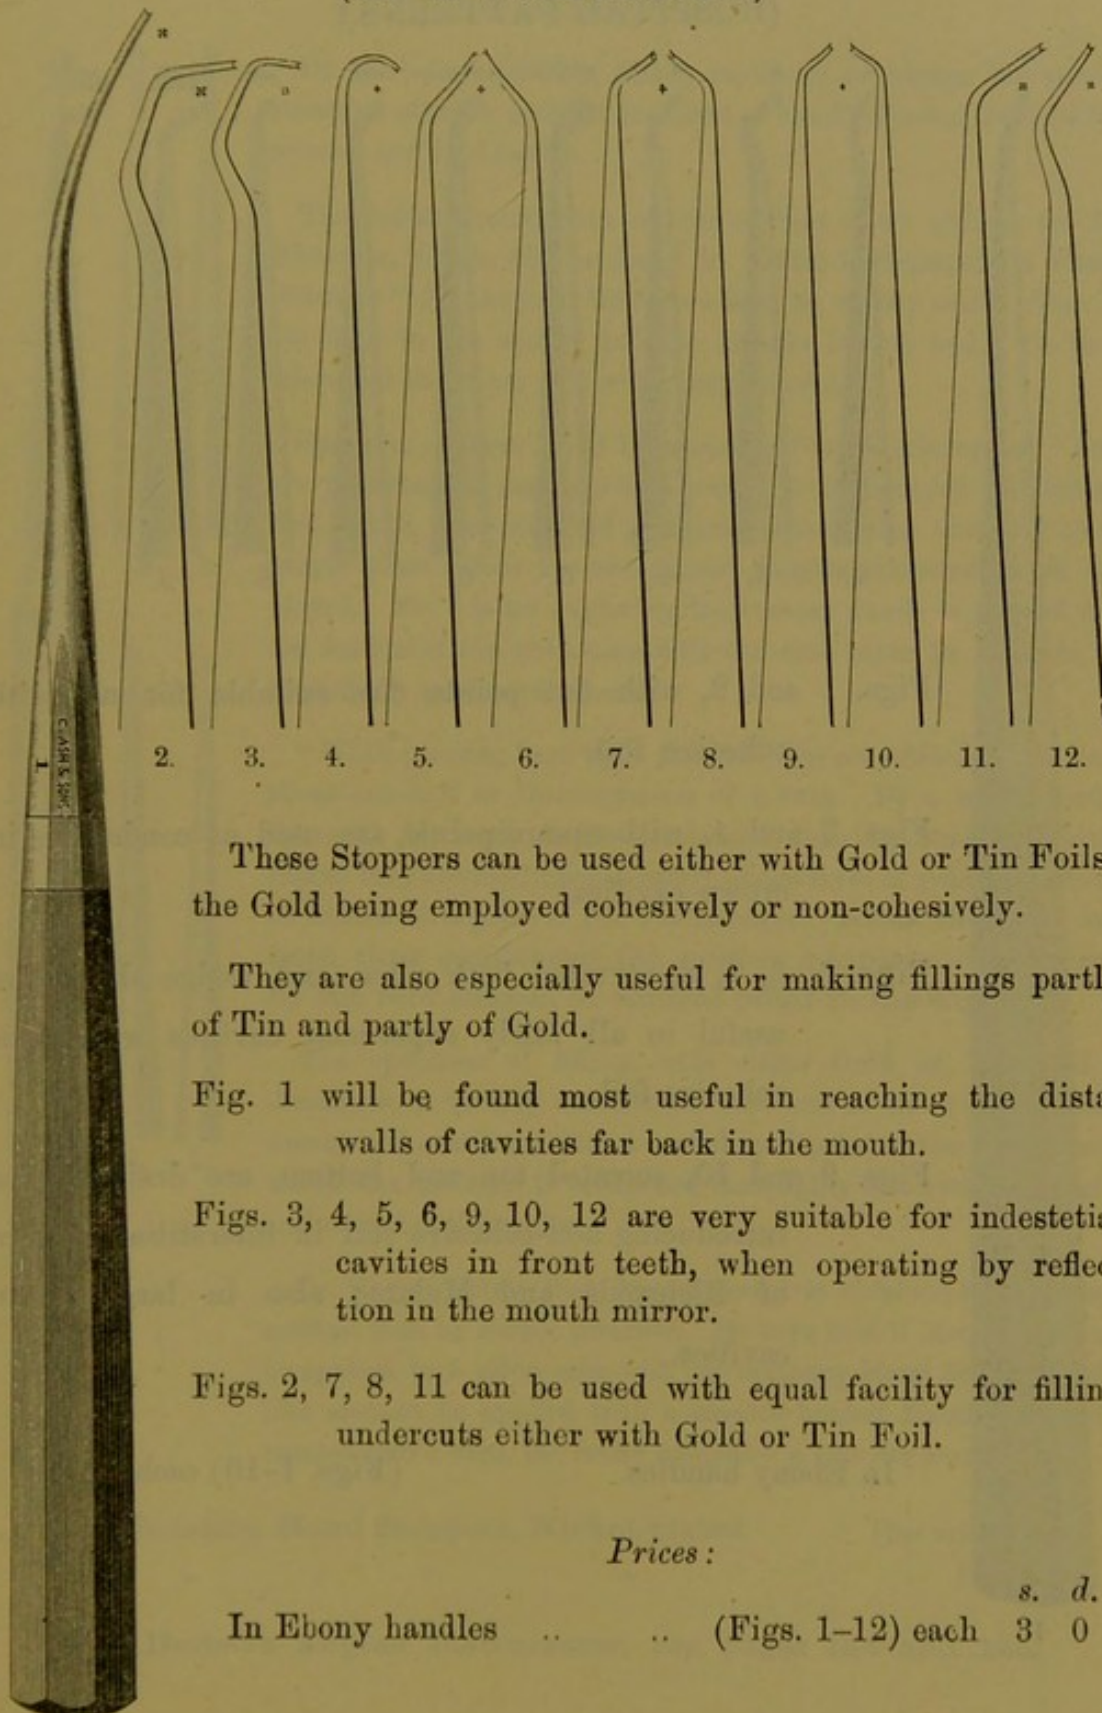 C. ASH & SONS
1.
2. 3. 4. 5. 6. 7. 8. 9. 10. 11. 12.
These Stoppers can be used either with Gold or Tin Foils
the Gold being employed cohesively or non-cohesively.
They are also especially useful for making fillings partl
of Tin and partly of Gold.
Fig. 1 will be found most useful in reaching the dista
walls of cavities far back in the mouth.
Figs. 3, 4, 5, 6, 9, 10, 12 are very suitable for indestetia
cavities in front teeth, when operating by reflec
tion in the mouth mirror.
Figs. 2, 7, 8, 11 can be used with equal facility for fillin
undercuts either with Gold or Tin Foil.
Prices:
s. d.
In Ebony handles .. .. (Figs. 1–12) each 3 0